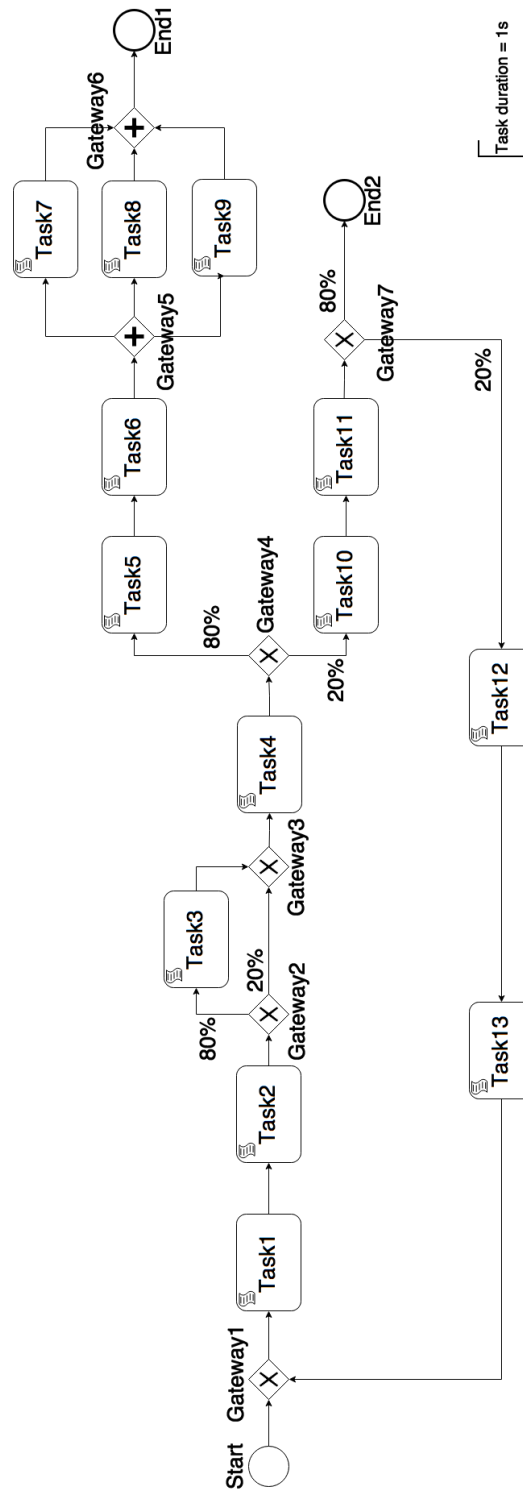 Start
Gateway1
Task1
Task2
Gateway2
80%
20%
Task3
Gateway3
Task4
Gateway4
80%
20%
Task5
Task6
Gateway5
Task7
Task8
Task9
Gateway6
End1
Task10
Task11
Gateway7
80%
End2
20%
Task12
Task13
Task duration = 1s